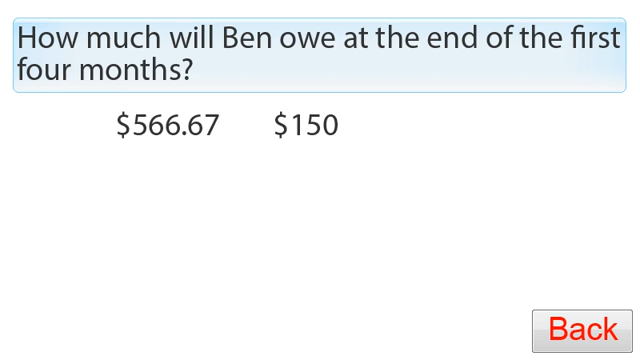 How much will Ben owe at the end of the first
four months?
$566.67 $150
Back